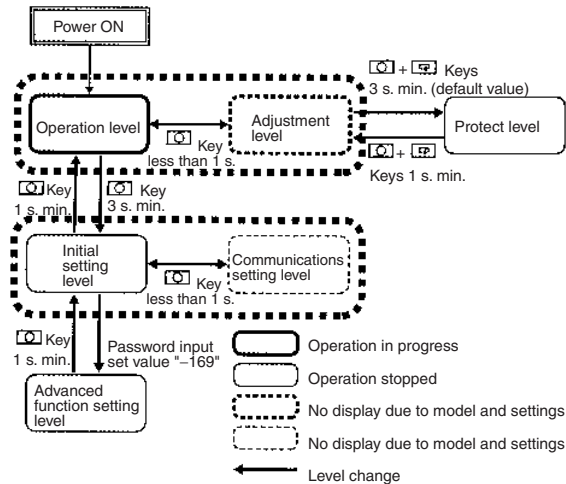 Power ON
Operation level
Key
less than 1 s.
Adjustment
level
+ Keys
3 s. min. (default value)
Protect level
+
Keys 1 s. min.
Key
1 s. min.
Key
3 s. min.
Initial
setting
level
Key
less than 1 s.
Communications
setting level
Key
1 s. min.
Password input
set value "–169"
Advanced
function setting
level
Operation in progress
Operation stopped
No display due to model and settings
No display due to model and settings
Level change